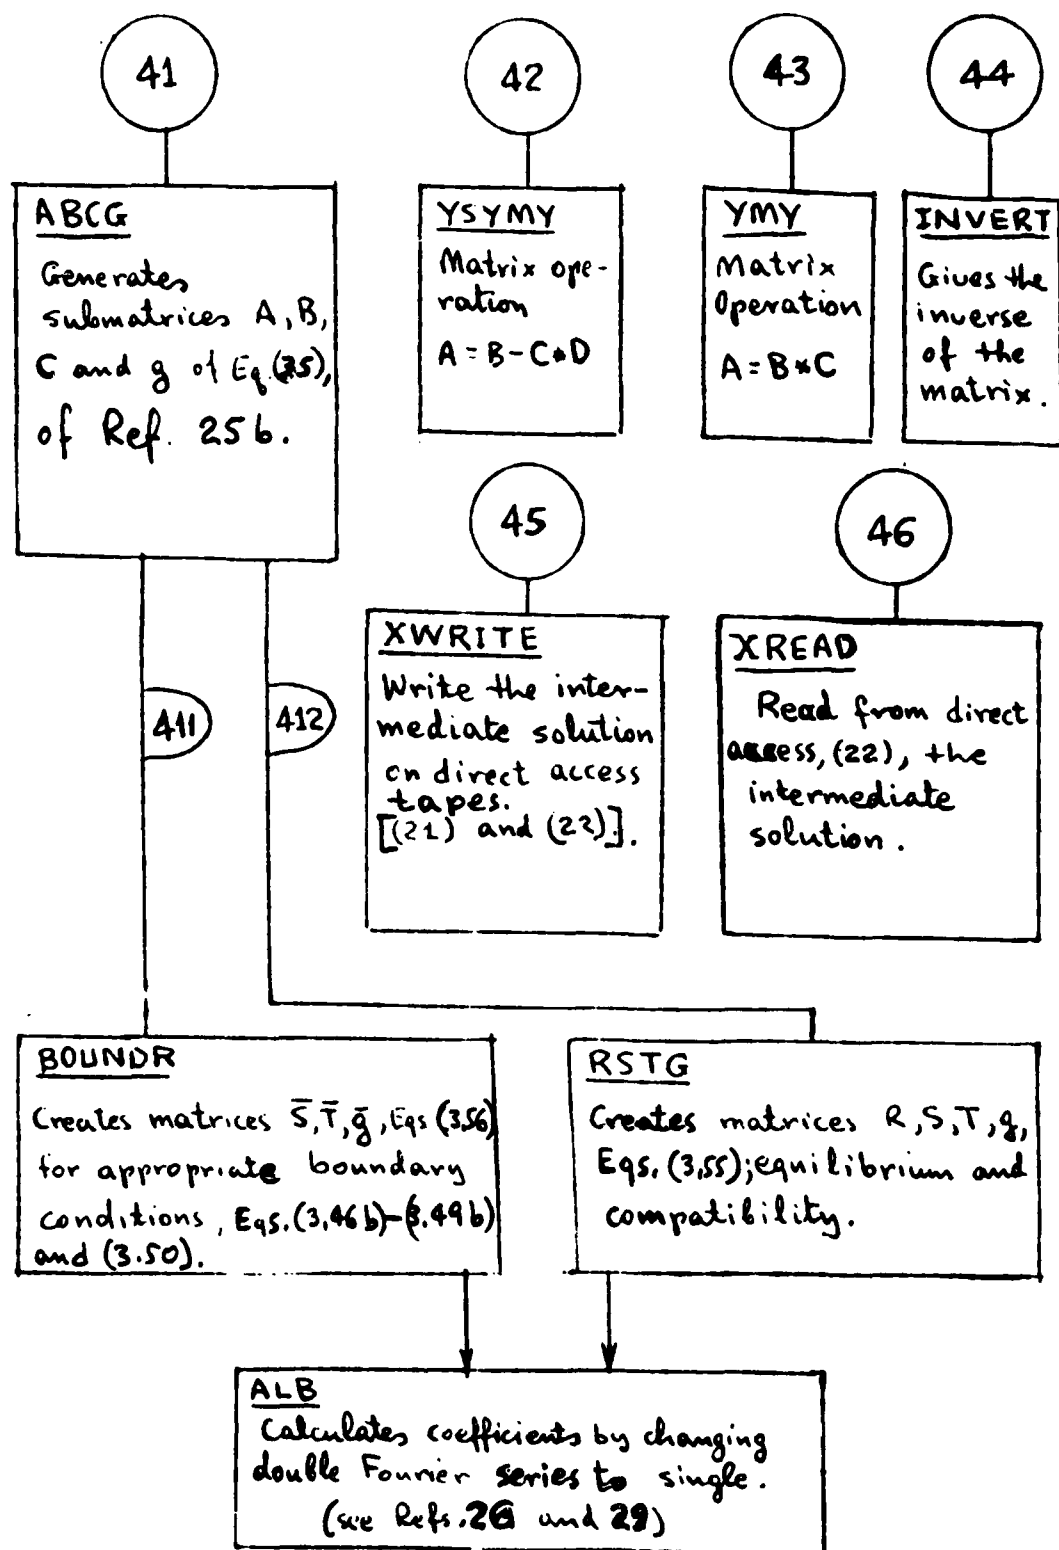 41
42
43
44
ABCG
Generates
submatrices A, B,
C and g of Eq.(35),
of Ref. 25b.
YSYMY
Matrix ope-
ration
A = B - C*D
YMY
Matrix
Operation
A = B*C
INVERT
Gives the
inverse
of the
matrix.
45
46
XWRITE
Write the inter-
mediate solution
on direct access
tapes.
[(21) and (22)].
XREAD
Read from direct
access, (22), the
intermediate
solution.
411
412
BOUNDR
Creates matrices S̄, T̄, ḡ, Eqs (3.56)
for appropriate boundary
conditions, Eqs. (3.46b)-(3.49b)
and (3.50).
RSTG
Creates matrices R, S, T, g,
Eqs. (3.55); equilibrium and
compatibility.
ALB
Calculates coefficients by changing
double Fourier series to single.
(see Refs. 26 and 29)